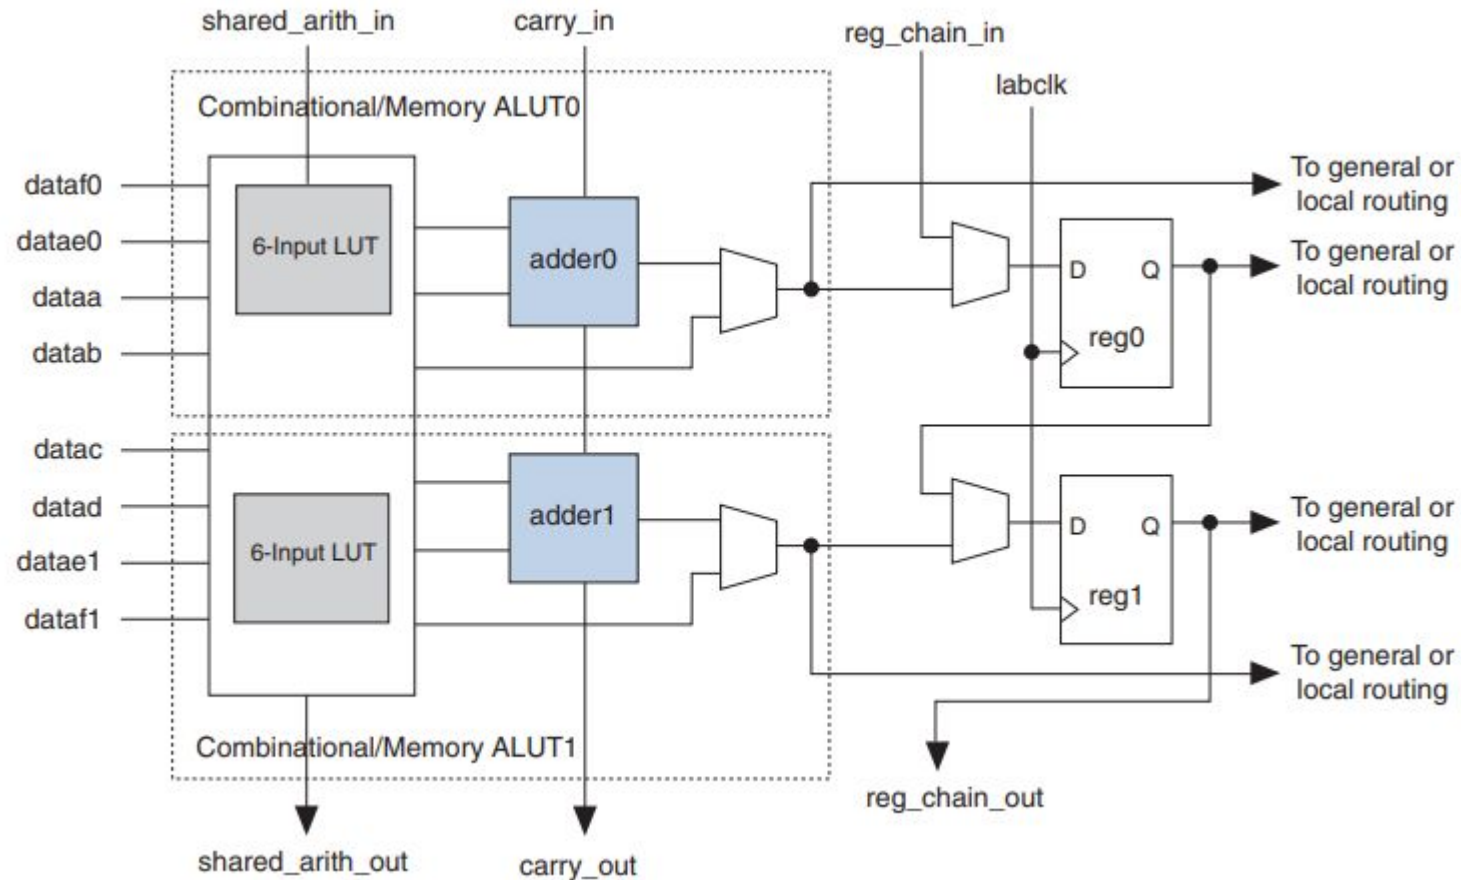 shared_arith_in
carry_in
reg_chain_in
labclk
Combinational/Memory ALUT0
dataf0
datae0
dataa
datab
6-Input LUT
adder0
D
Q
reg0
To general or
local routing
To general or
local routing
datac
datad
datae1
dataf1
6-Input LUT
adder1
D
Q
reg1
To general or
local routing
To general or
local routing
Combinational/Memory ALUT1
reg_chain_out
shared_arith_out
carry_out